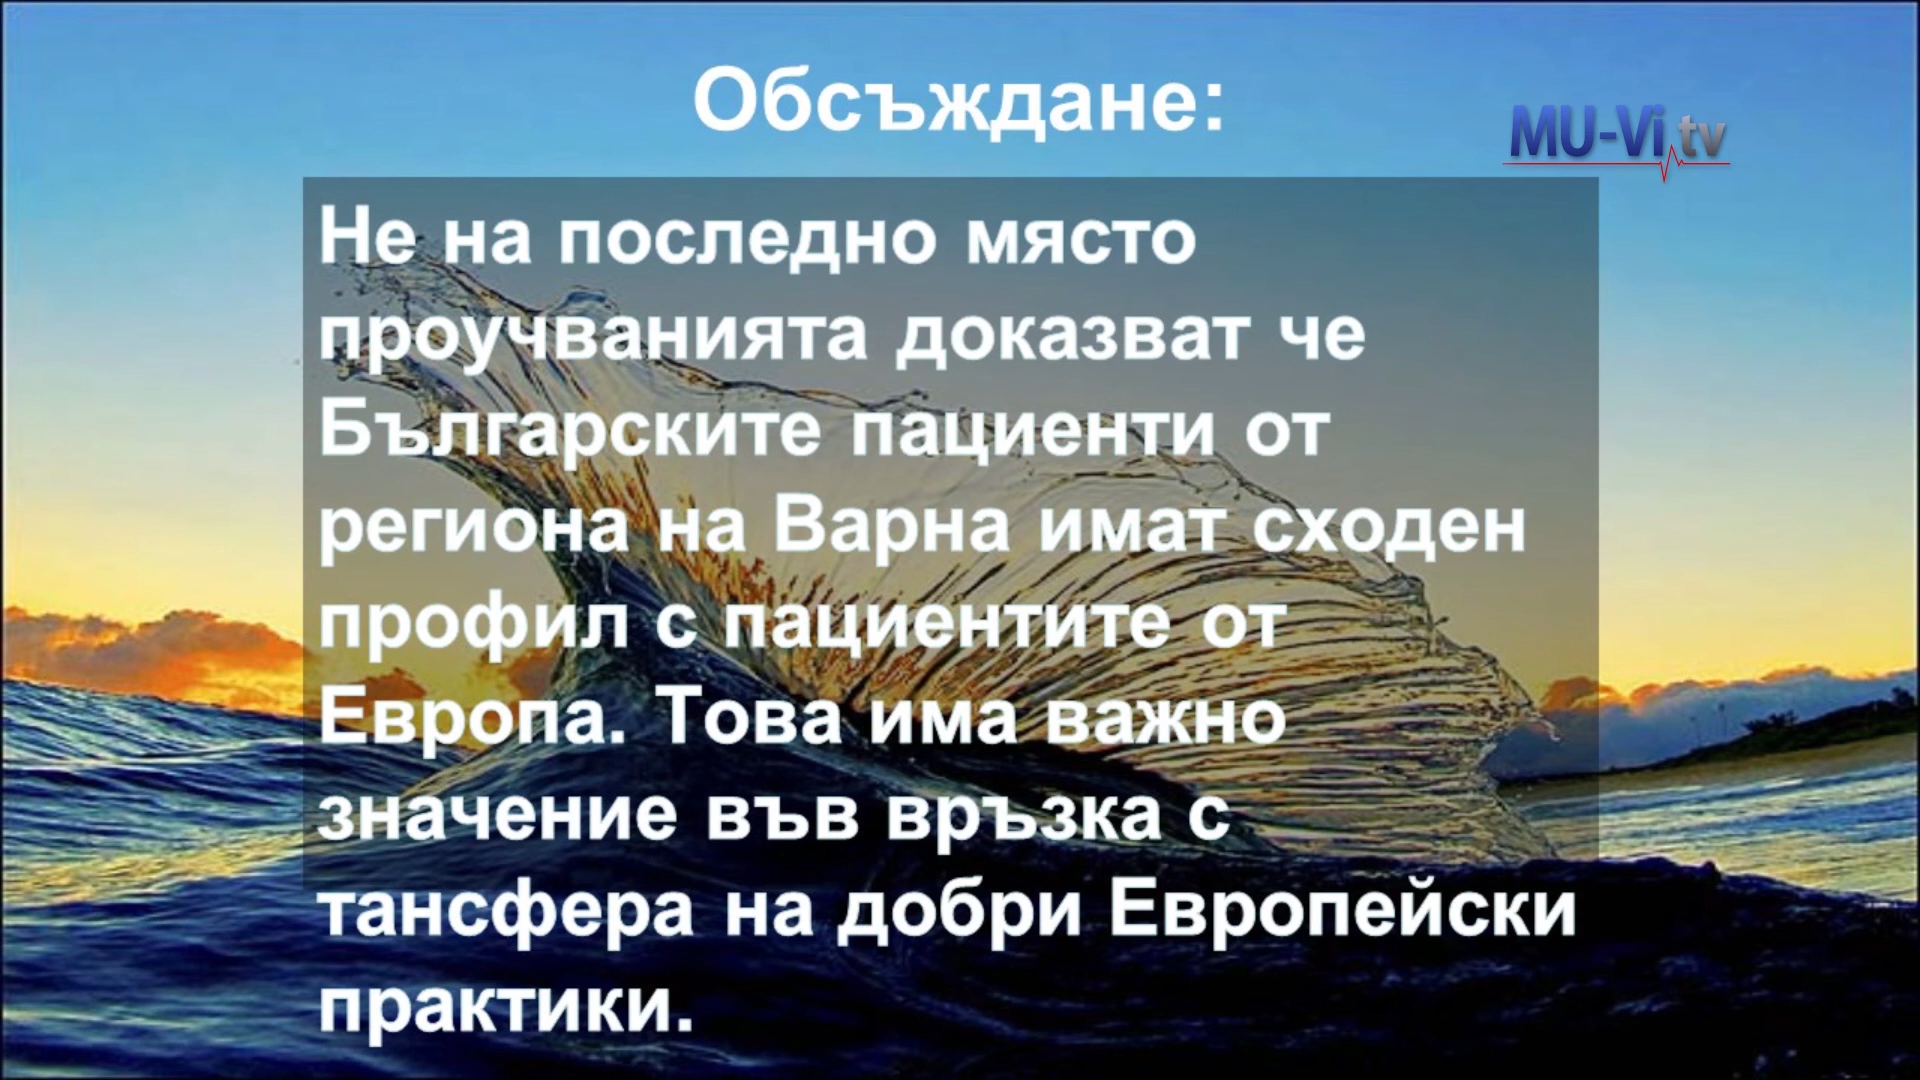 Обсъждане:
MU-Vi.tv
Не на последно място
проучванията доказват че
Българските пациенти от
региона на Варна имат сходен
профил с пациентите от
Европа. Това има важно
значение във връзка с
тансфера на добри Европейски
практики.